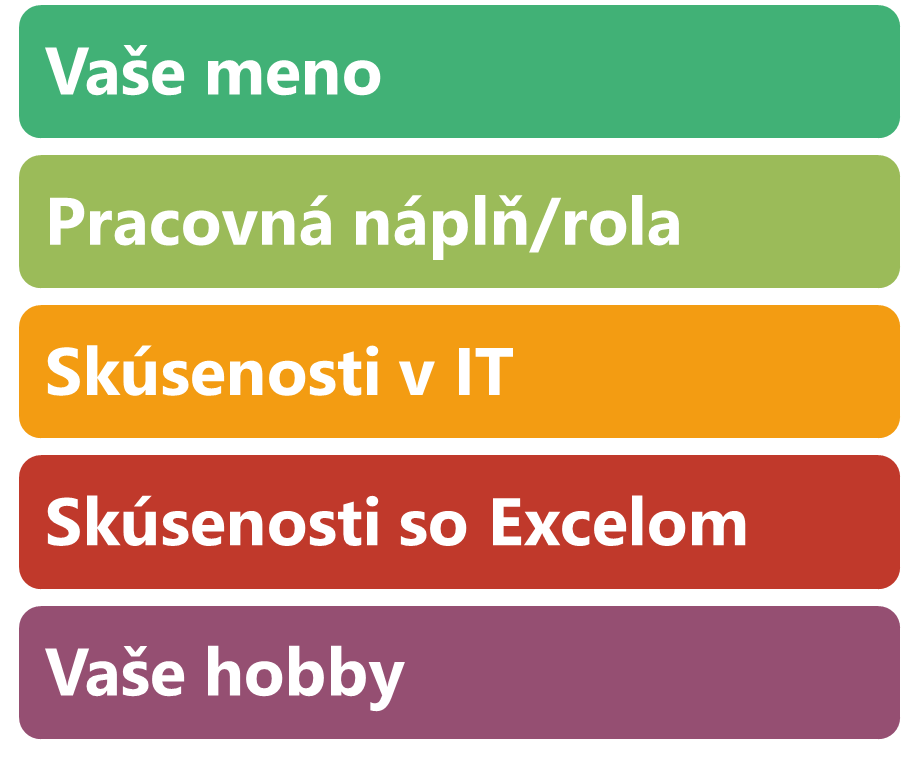 Vaše meno
Pracovná náplň/rola
Skúsenosti v IT
Skúsenosti so Excelom
Vaše hobby